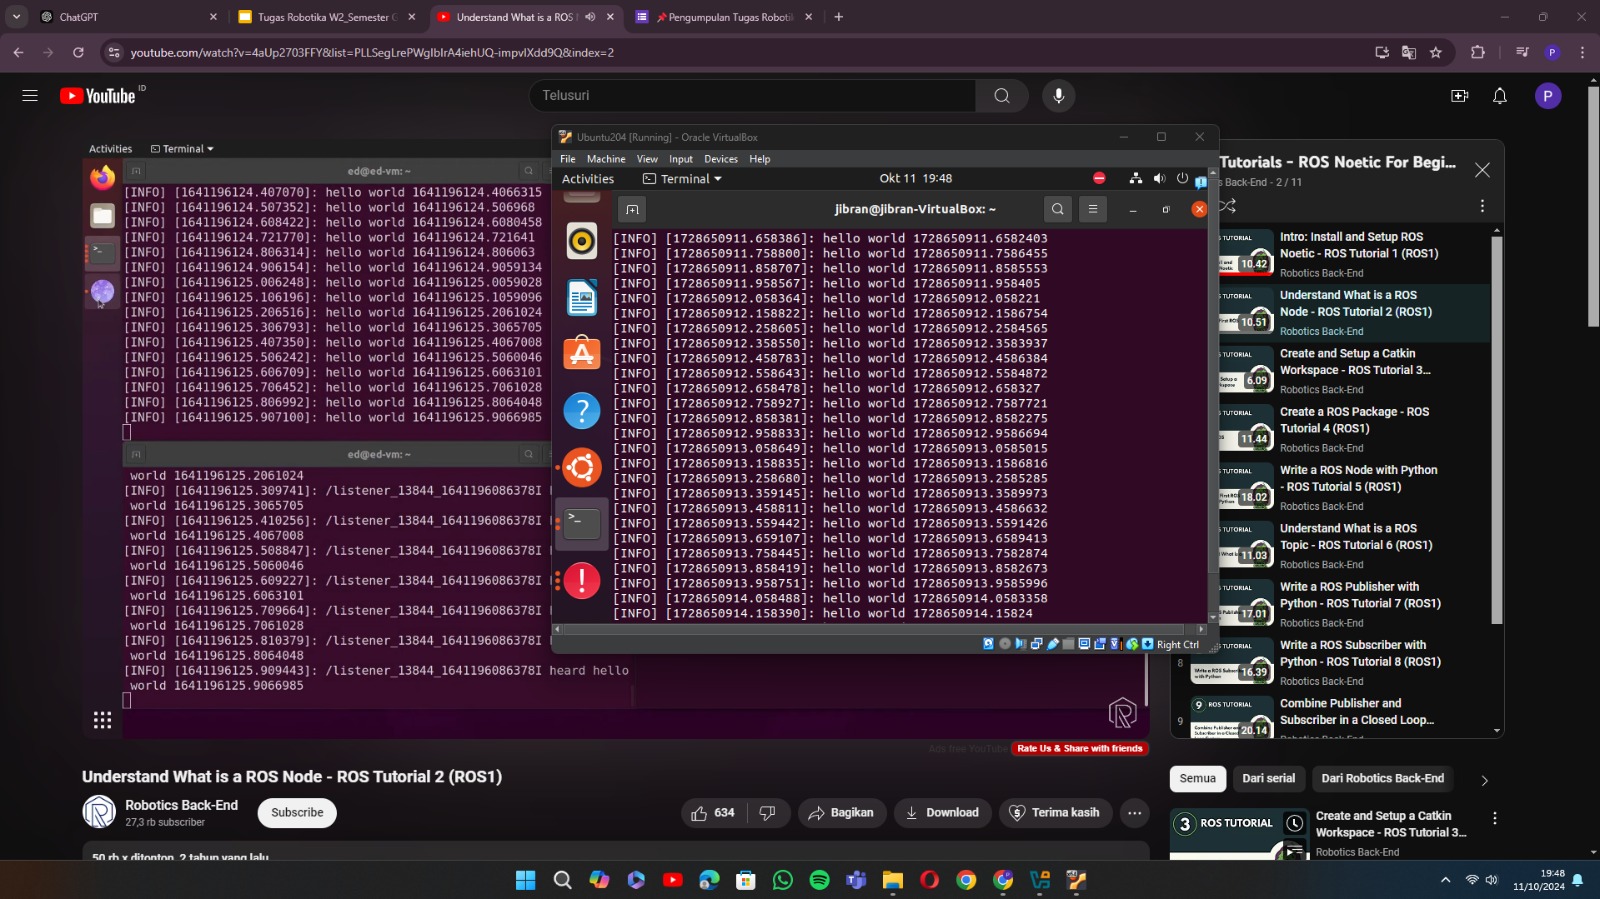 ChatGPT
Tugas Robotika W2_Semester G
Understand What is a ROS
📌Pengumpulan Tugas Roboti
youtube.com/watch?v=4aUp2703FFY&list=PLLSegLrePWgIbIrA4iehUQ-impvIXdd9Q&index=2
P
YouTube ID
Telusuri
P
Activities
Terminal
ed@ed-vm: ~
[INFO] [1641196124.407070]: hello world 1641196124.4066315
[INFO] [1641196124.507352]: hello world 1641196124.506968
[INFO] [1641196124.608422]: hello world 1641196124.6080458
[INFO] [1641196124.721770]: hello world 1641196124.721641
[INFO] [1641196124.806314]: hello world 1641196124.806063
[INFO] [1641196124.906154]: hello world 1641196124.9059134
[INFO] [1641196125.006248]: hello world 1641196125.0059028
[INFO] [1641196125.106196]: hello world 1641196125.1059096
[INFO] [1641196125.206516]: hello world 1641196125.2061024
[INFO] [1641196125.306793]: hello world 1641196125.3065705
[INFO] [1641196125.407350]: hello world 1641196125.4067008
[INFO] [1641196125.506242]: hello world 1641196125.5060046
[INFO] [1641196125.606709]: hello world 1641196125.6063101
[INFO] [1641196125.706452]: hello world 1641196125.7061028
[INFO] [1641196125.806992]: hello world 1641196125.8064048
[INFO] [1641196125.907100]: hello world 1641196125.9066985
ed@ed-vm: ~
world 1641196125.2061024
[INFO] [1641196125.309741]: /listener_13844_1641196086378I
world 1641196125.3065705
[INFO] [1641196125.410256]: /listener_13844_1641196086378I
world 1641196125.4067008
[INFO] [1641196125.508847]: /listener_13844_1641196086378I
world 1641196125.5060046
[INFO] [1641196125.609227]: /listener_13844_1641196086378I
world 1641196125.6063101
[INFO] [1641196125.709664]: /listener_13844_1641196086378I
world 1641196125.7061028
[INFO] [1641196125.810379]: /listener_13844_1641196086378I
world 1641196125.8064048
[INFO] [1641196125.909443]: /listener_13844_1641196086378I heard hello
world 1641196125.9066985
Ubuntu204 [Running] - Oracle VirtualBox
File Machine View Input Devices Help
Activities
Terminal
Okt 11 19:48
jibran@jibran-VirtualBox: ~
[INFO] [1728650911.658386]: hello world 1728650911.6582403
[INFO] [1728650911.758800]: hello world 1728650911.7586455
[INFO] [1728650911.858707]: hello world 1728650911.8585553
[INFO] [1728650911.958567]: hello world 1728650911.958405
[INFO] [1728650912.058364]: hello world 1728650912.058221
[INFO] [1728650912.158822]: hello world 1728650912.1586754
[INFO] [1728650912.258605]: hello world 1728650912.2584565
[INFO] [1728650912.358550]: hello world 1728650912.3583937
[INFO] [1728650912.458783]: hello world 1728650912.4586384
[INFO] [1728650912.558643]: hello world 1728650912.5584872
[INFO] [1728650912.658478]: hello world 1728650912.658327
[INFO] [1728650912.758927]: hello world 1728650912.7587721
[INFO] [1728650912.858381]: hello world 1728650912.8582275
[INFO] [1728650912.958833]: hello world 1728650912.9586694
[INFO] [1728650913.058649]: hello world 1728650913.0585015
[INFO] [1728650913.158835]: hello world 1728650913.1586816
[INFO] [1728650913.258680]: hello world 1728650913.2585285
[INFO] [1728650913.359145]: hello world 1728650913.3589973
[INFO] [1728650913.458811]: hello world 1728650913.4586632
[INFO] [1728650913.559442]: hello world 1728650913.5591426
[INFO] [1728650913.659107]: hello world 1728650913.6589413
[INFO] [1728650913.758445]: hello world 1728650913.7582874
[INFO] [1728650913.858419]: hello world 1728650913.8582673
[INFO] [1728650913.958751]: hello world 1728650913.9585996
[INFO] [1728650914.058488]: hello world 1728650914.0583358
[INFO] [1728650914.158390]: hello world 1728650914.15824
Right Ctrl
Tutorials - ROS Noetic For Begi...
s Back-End - 2 / 11
10.42
Intro: Install and Setup ROS
Noetic - ROS Tutorial 1 (ROS1)
Robotics Back-End
10.51
Understand What is a ROS
Node - ROS Tutorial 2 (ROS1)
Robotics Back-End
6.09
Create and Setup a Catkin
Workspace - ROS Tutorial 3...
Robotics Back-End
11.44
Create a ROS Package - ROS
Tutorial 4 (ROS1)
Robotics Back-End
18.02
Write a ROS Node with Python
- ROS Tutorial 5 (ROS1)
Robotics Back-End
11.03
Understand What is a ROS
Topic - ROS Tutorial 6 (ROS1)
Robotics Back-End
17.01
Write a ROS Publisher with
Python - ROS Tutorial 7 (ROS1)
Robotics Back-End
8
16.39
Write a ROS Subscriber with
Python - ROS Tutorial 8 (ROS1)
Robotics Back-End
9
9 ROS TUTORIAL
20.14
Combine Publisher and
Subscriber in a Closed Loop...
Ads free YouTube
Rate Us & Share with friends
Understand What is a ROS Node - ROS Tutorial 2 (ROS1)
Robotics Back-End
27,3 rb subscriber
Subscribe
634
Bagikan
Download
Terima kasih
50 rb x ditonton 2 tahun yang lalu
Semua
Dari serial
Dari Robotics Back-End
3 ROS TUTORIAL
Create and Setup a Catkin
Workspace - ROS Tutorial 3...
Robotics Back-End
19:48
11/10/2024